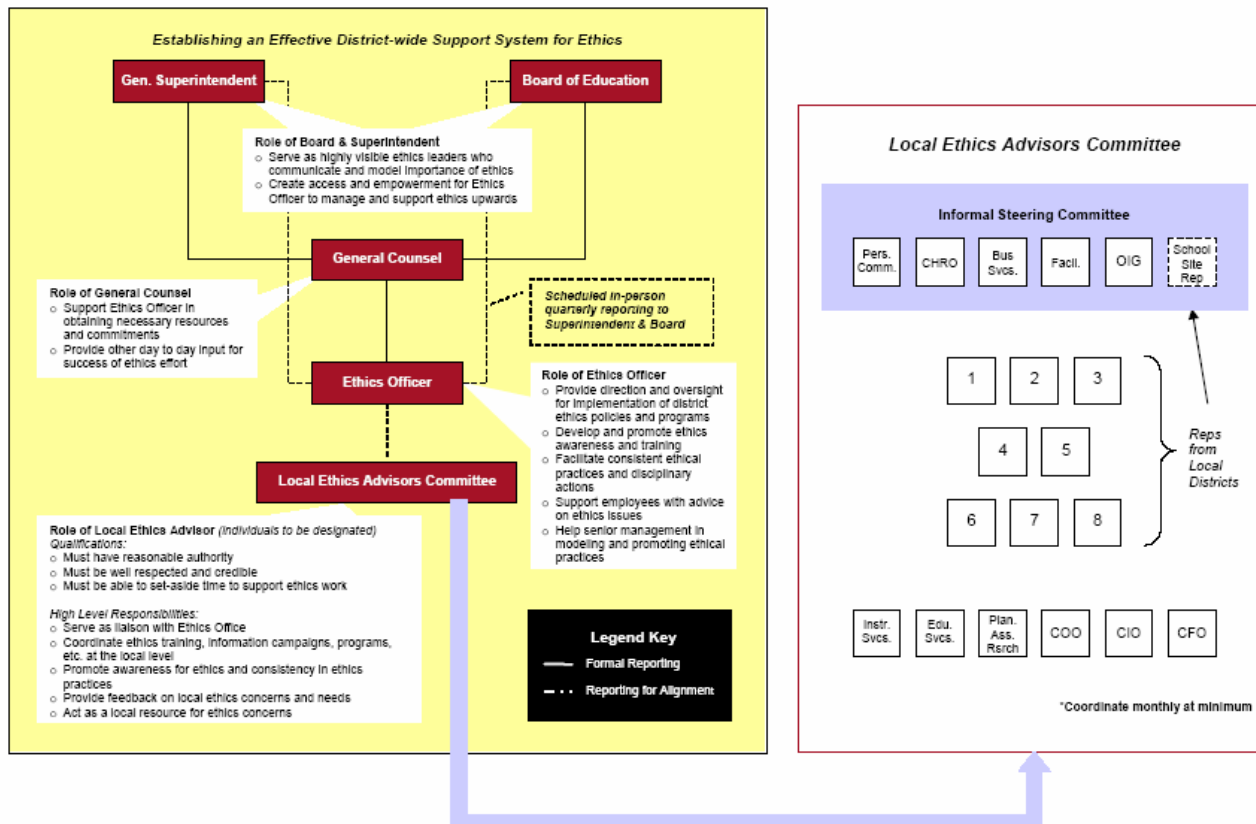 Establishing an Effective District-wide Support System for Ethics
Gen. Superintendent
Board of Education
Role of Board & Superintendent
o Serve as highly visible ethics leaders who
communicate and model importance of ethics
o Create access and empowerment for Ethics
Officer to manage and support ethics upwards
General Counsel
Role of General Counsel
o Support Ethics Officer in
obtaining necessary resources
and commitments
o Provide other day to day input for
success of ethics effort
Scheduled in-person
quarterly reporting to
Superintendent & Board
Ethics Officer
Role of Ethics Officer
o Provide direction and oversight
for implementation of district
ethics policies and programs
o Develop and promote ethics
awareness and training
o Facilitate consistent ethical
practices and disciplinary
actions
o Support employees with advice
on ethics issues
o Help senior management in
modeling and promoting ethical
practices
Local Ethics Advisors Committee
Role of Local Ethics Advisor (individuals to be designated)
Qualifications:
o Must have reasonable authority
o Must be well respected and credible
o Must be able to set-aside time to support ethics work
High Level Responsibilities:
o Serve as liaison with Ethics Office
o Coordinate ethics training, information campaigns, programs,
etc. at the local level
o Promote awareness for ethics and consistency in ethics
practices
o Provide feedback on local ethics concerns and needs
o Act as a local resource for ethics concerns
Legend Key
Formal Reporting
Reporting for Alignment
Local Ethics Advisors Committee
Informal Steering Committee
Pers.
Comm.
CHRO
Bus
Svcs.
Facil.
OIG
School
Site
Rep
1
2
3
4
5
6
7
8
Reps
from
Local
Districts
Instr.
Svcs.
Edu.
Svcs.
Plan.
Ass.
Rsrch
COO
CIO
CFO
*Coordinate monthly at minimum